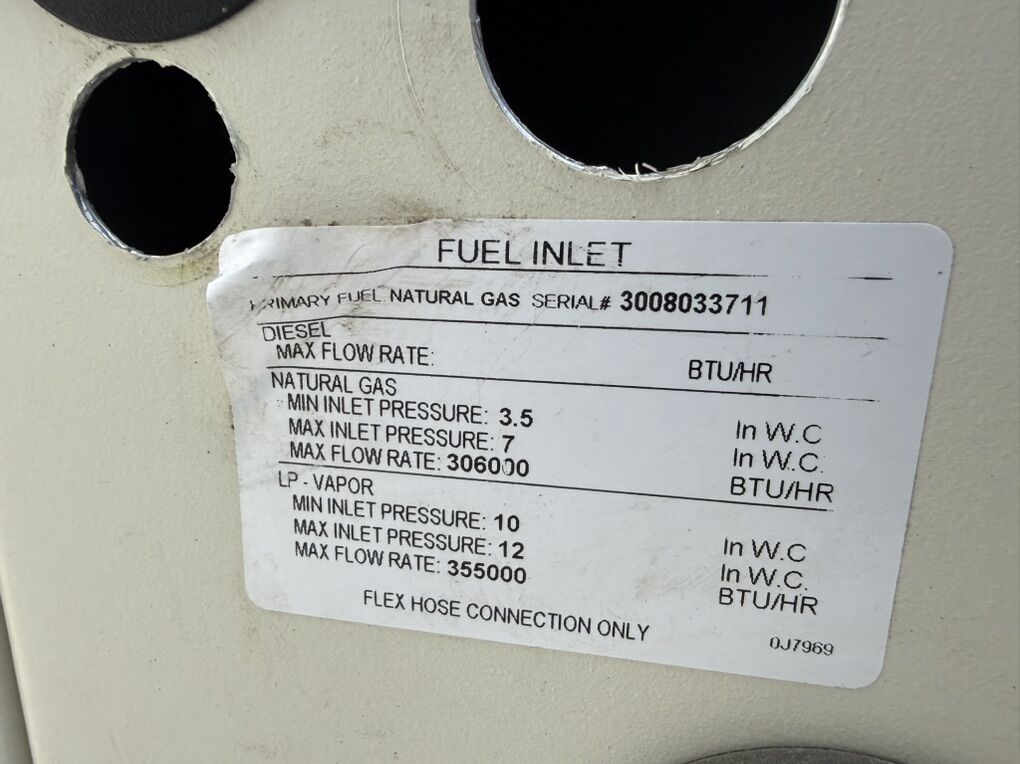 FUEL INLET
PRIMARY FUEL: NATURAL GAS SERIAL# 3008033711
DIESEL
MAX FLOW RATE: BTU/HR
NATURAL GAS
MIN INLET PRESSURE: 3.5 In W.C
MAX INLET PRESSURE: 7 In W.C.
MAX FLOW RATE: 306000 BTU/HR
LP - VAPOR
MIN INLET PRESSURE: 10 In W.C
MAX INLET PRESSURE: 12 In W.C.
MAX FLOW RATE: 355000 BTU/HR
FLEX HOSE CONNECTION ONLY
0J7969